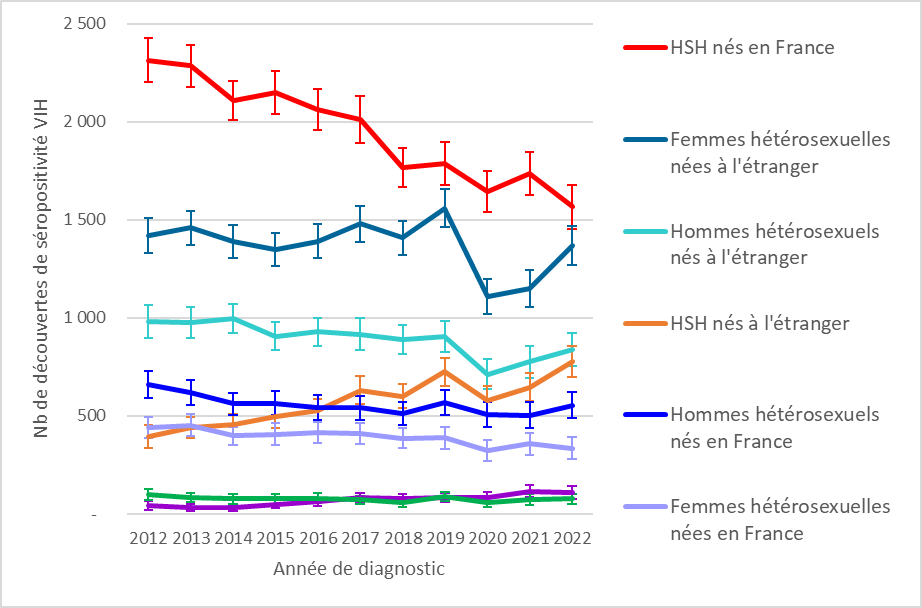 2 500
2 000
1 500
1 000
500
-
Nb de découvertes de séropositivité VIH
2012 2013 2014 2015 2016 2017 2018 2019 2020 2021 2022
Année de diagnostic
HSH nés en France
Femmes hétérosexuelles
nées à l'étranger
Hommes hétérosexuels
nés à l'étranger
HSH nés à l'étranger
Hommes hétérosexuels
nés en France
Femmes hétérosexuelles
nées en France